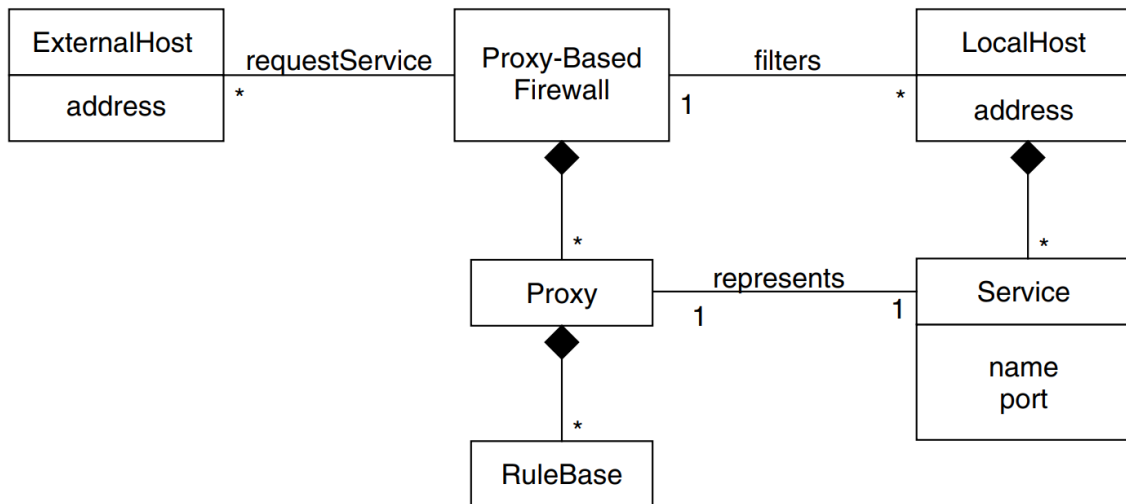 ExternalHost
address
requestService
*
Proxy-Based
Firewall
filters
1
*
LocalHost
address
*
*
Proxy
represents
1
1
Service
name
port
*
RuleBase